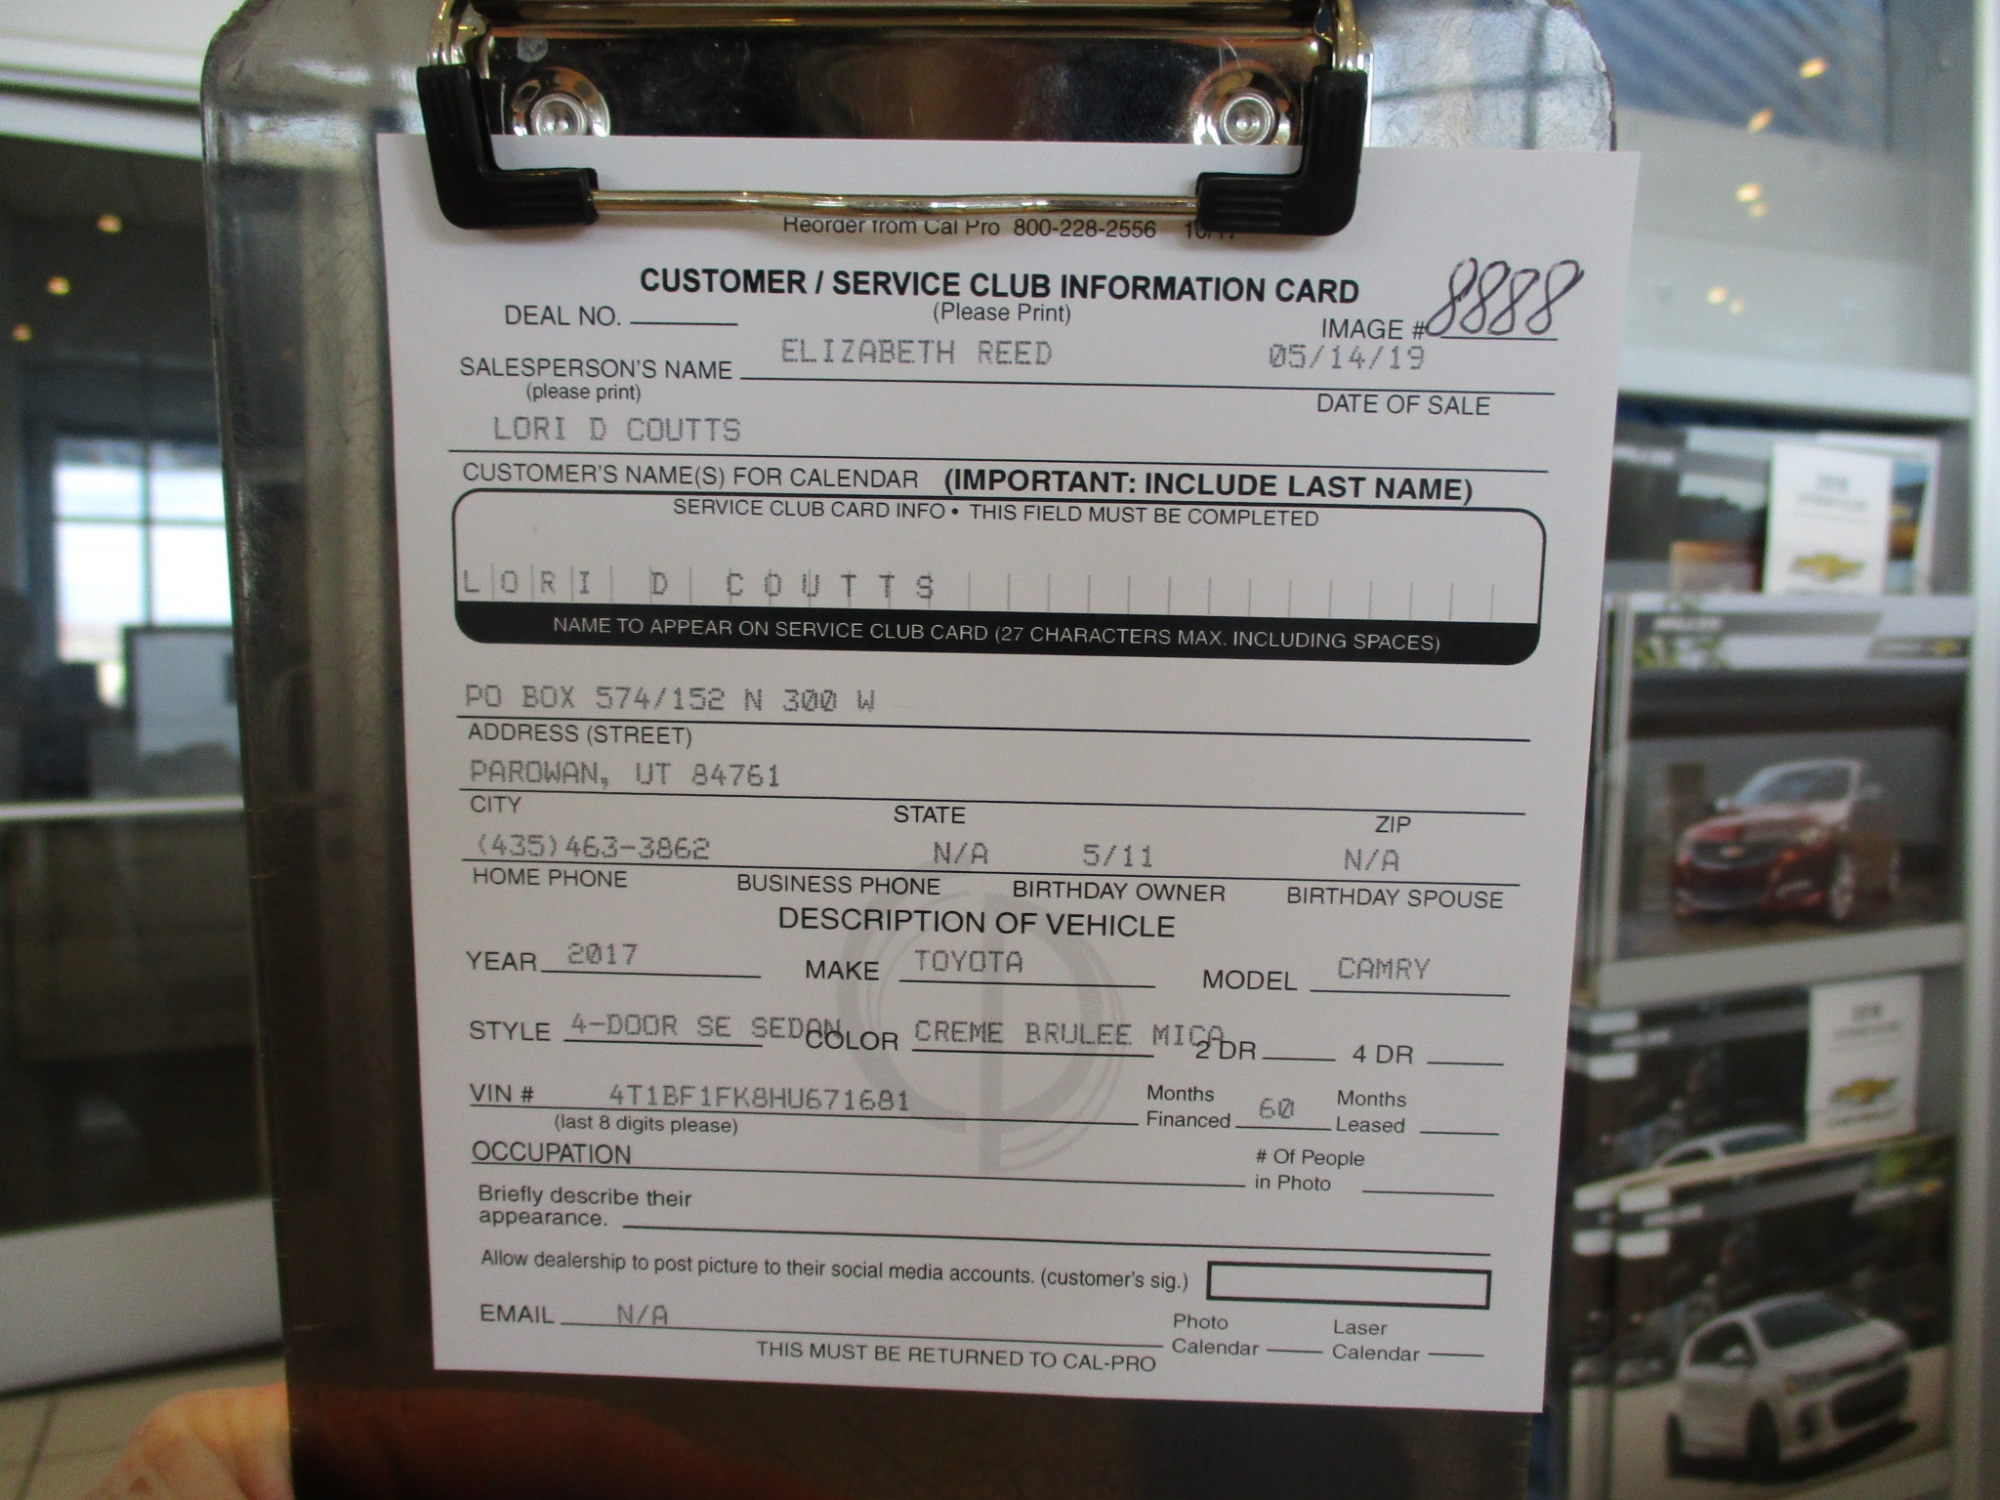 Reorder from Cal Pro 800-228-2556
CUSTOMER / SERVICE CLUB INFORMATION CARD
(Please Print)
DEAL NO.
IMAGE # 8888
SALESPERSON'S NAME ELIZABETH REED 05/14/19
(please print) DATE OF SALE
LORI D COUTTS
CUSTOMER'S NAME(S) FOR CALENDAR (IMPORTANT: INCLUDE LAST NAME)
SERVICE CLUB CARD INFO • THIS FIELD MUST BE COMPLETED
LORI D COUTTS
NAME TO APPEAR ON SERVICE CLUB CARD (27 CHARACTERS MAX. INCLUDING SPACES)
PO BOX 574/152 N 300 W
ADDRESS (STREET)
PAROWAN, UT 84761
CITY STATE ZIP
(435)463-3862 N/A 5/11 N/A
HOME PHONE BUSINESS PHONE BIRTHDAY OWNER BIRTHDAY SPOUSE
DESCRIPTION OF VEHICLE
YEAR 2017 MAKE TOYOTA MODEL CAMRY
STYLE 4-DOOR SE SEDAN COLOR CREME BRULEE MICA 2 DR 4 DR
VIN # 4T1BF1FK8HU671681 Months Financed 60 Months Leased
(last 8 digits please)
OCCUPATION # Of People in Photo
Briefly describe their
appearance.
Allow dealership to post picture to their social media accounts. (customer's sig.)
EMAIL N/A Photo Calendar Laser Calendar
THIS MUST BE RETURNED TO CAL-PRO